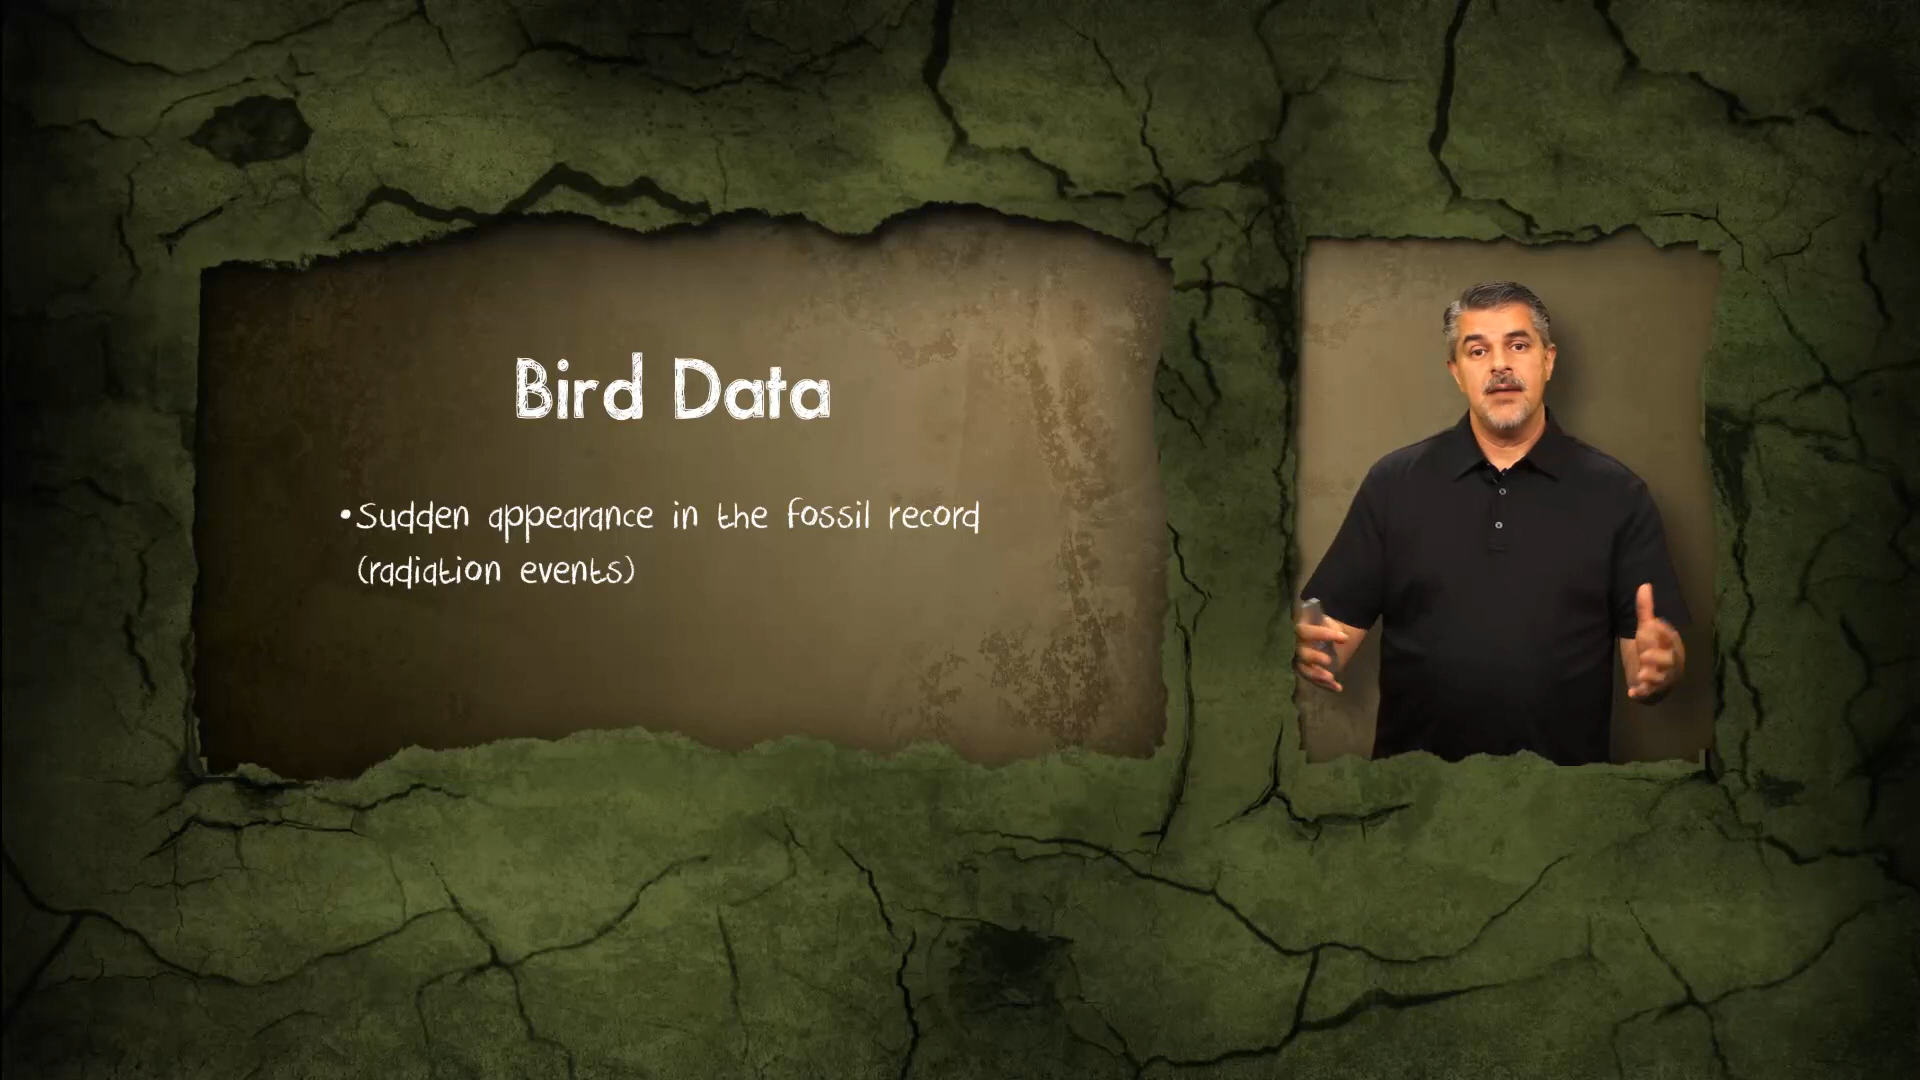 Bird Data
•Sudden appearance in the fossil record
(radiation events)